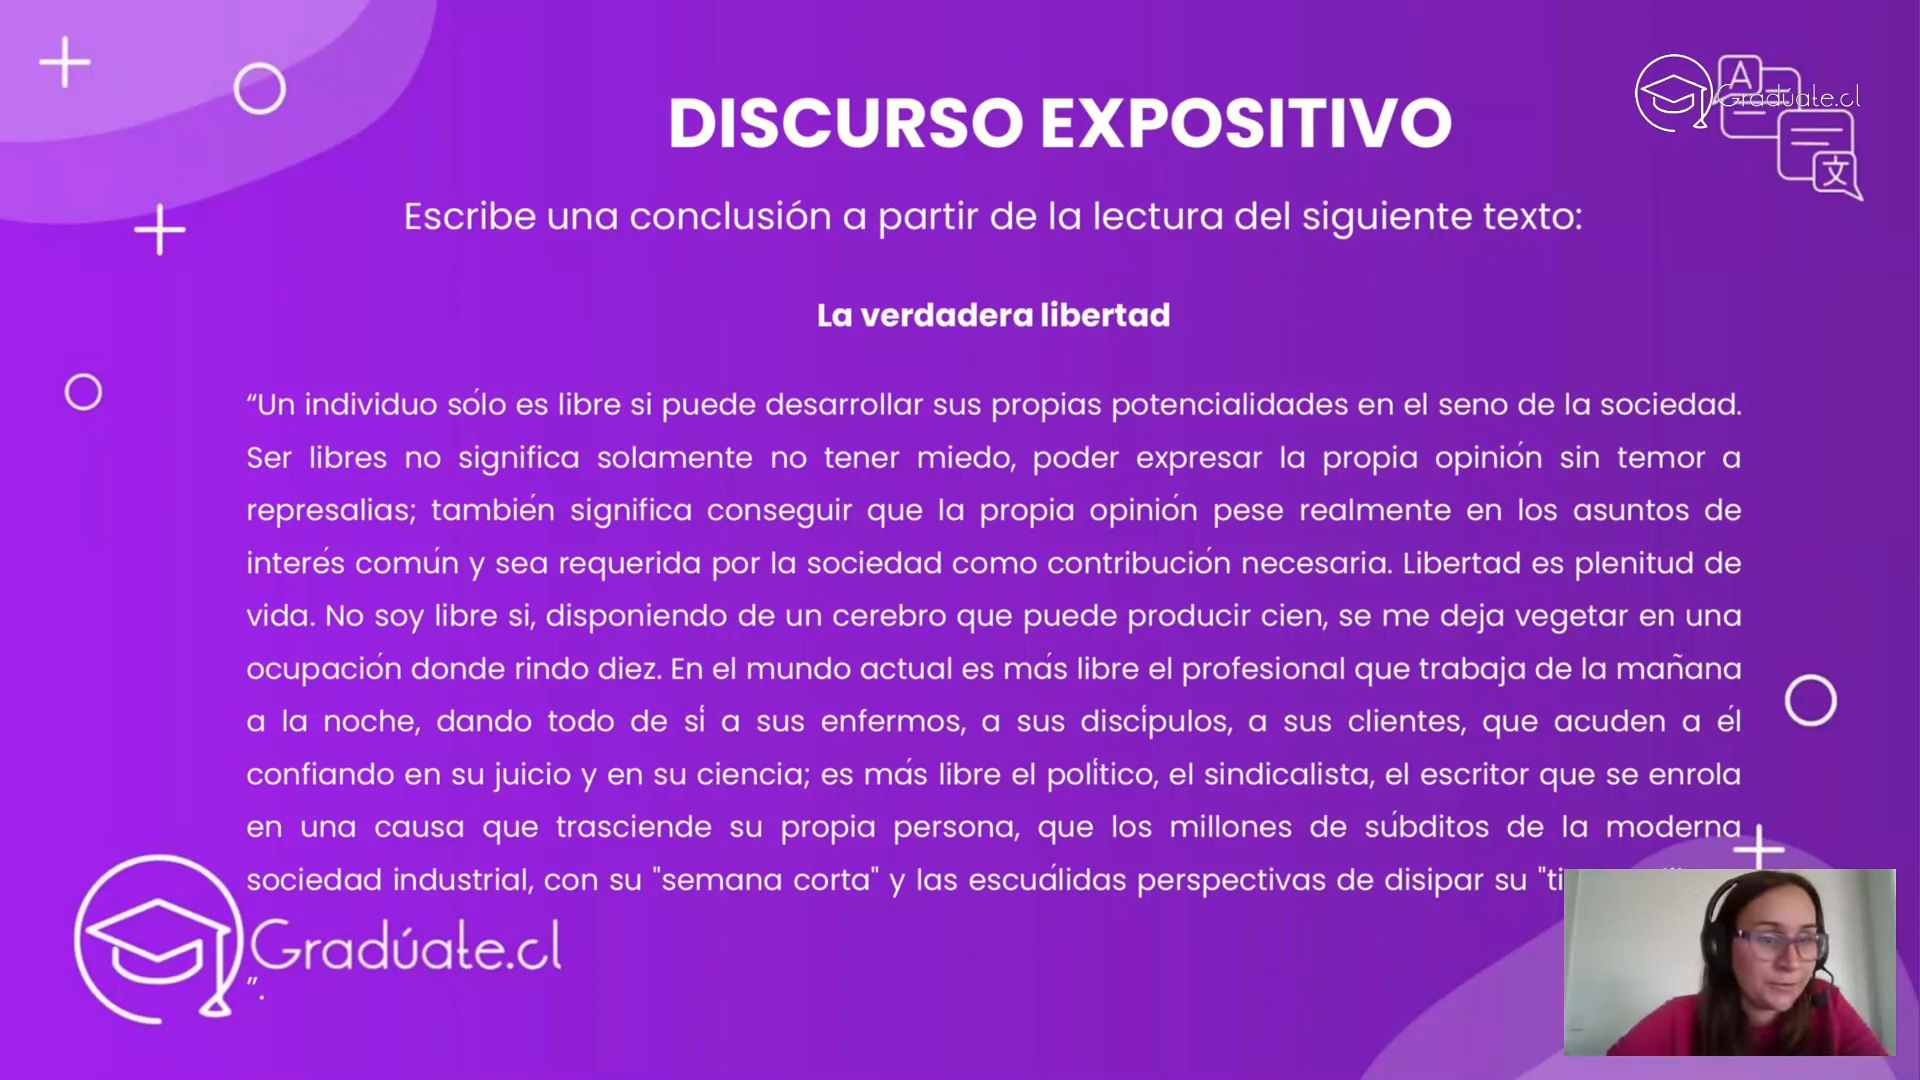 DISCURSO EXPOSITIVO
A
Gradúate.cl
文
Escribe una conclusión a partir de la lectura del siguiente texto:
La verdadera libertad
“Un individuo sólo es libre si puede desarrollar sus propias potencialidades en el seno de la sociedad.
Ser libres no significa solamente no tener miedo, poder expresar la propia opinión sin temor a
represalias; también significa conseguir que la propia opinión pese realmente en los asuntos de
interés común y sea requerida por la sociedad como contribución necesaria. Libertad es plenitud de
vida. No soy libre si, disponiendo de un cerebro que puede producir cien, se me deja vegetar en una
ocupación donde rindo diez. En el mundo actual es más libre el profesional que trabaja de la mañana
a la noche, dando todo de sí a sus enfermos, a sus discípulos, a sus clientes, que acuden a él
confiando en su juicio y en su ciencia; es más libre el político, el sindicalista, el escritor que se enrola
en una causa que trasciende su propia persona, que los millones de súbditos de la moderna
sociedad industrial, con su "semana corta" y las escuálidas perspectivas de disipar su
Gradúate.cl
”.